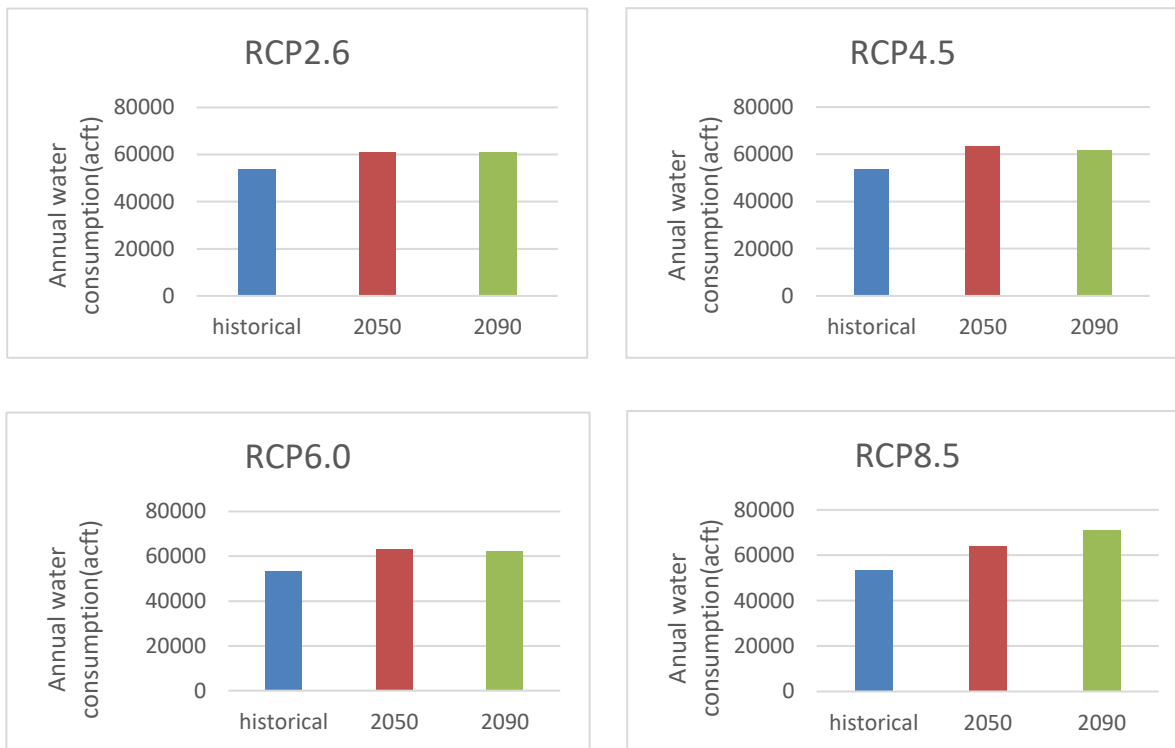 RCP2.6
Annual water
consumption(acft)
80000
60000
40000
20000
0
historical 2050 2090
RCP4.5
Anual water
consumption(acft)
80000
60000
40000
20000
0
historical 2050 2090
RCP6.0
Annual water
consumption(acft)
80000
60000
40000
20000
0
historical 2050 2090
RCP8.5
Anual water
consumption(acft)
80000
60000
40000
20000
0
historical 2050 2090